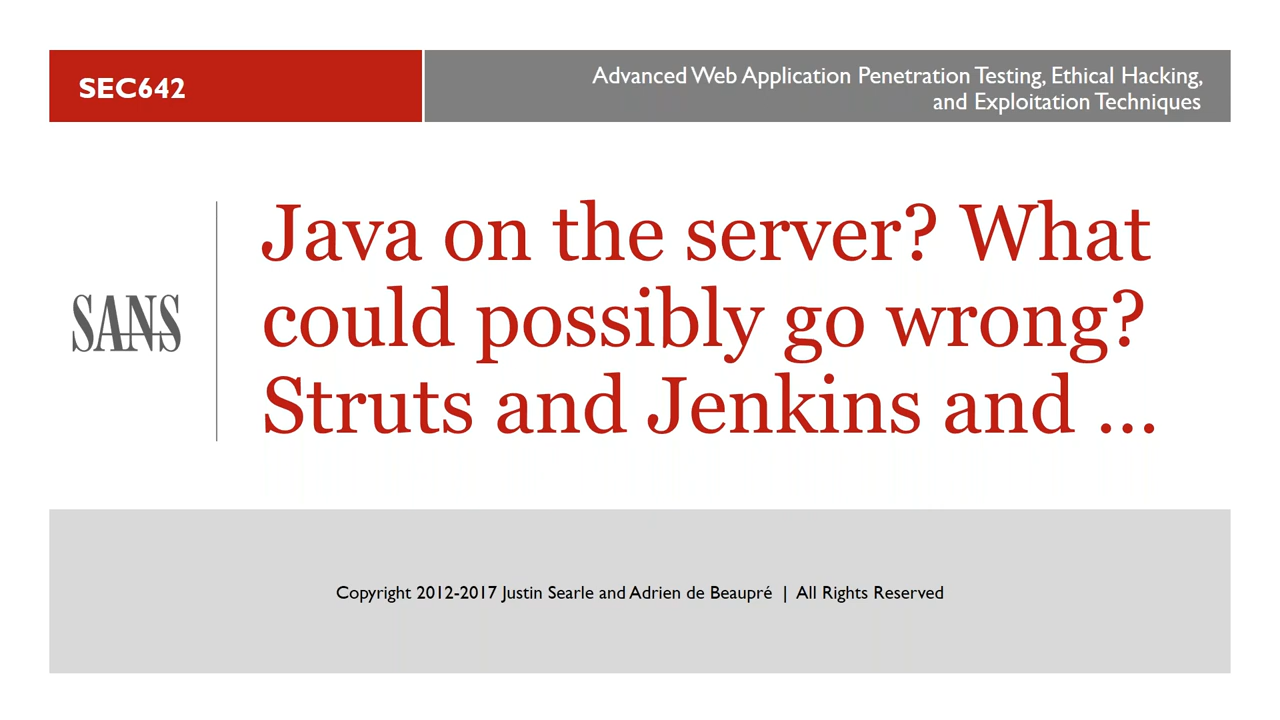 SEC642
Advanced Web Application Penetration Testing, Ethical Hacking,
and Exploitation Techniques
SANS
Java on the server? What
could possibly go wrong?
Struts and Jenkins and ...
Copyright 2012-2017 Justin Searle and Adrien de Beaupré | All Rights Reserved